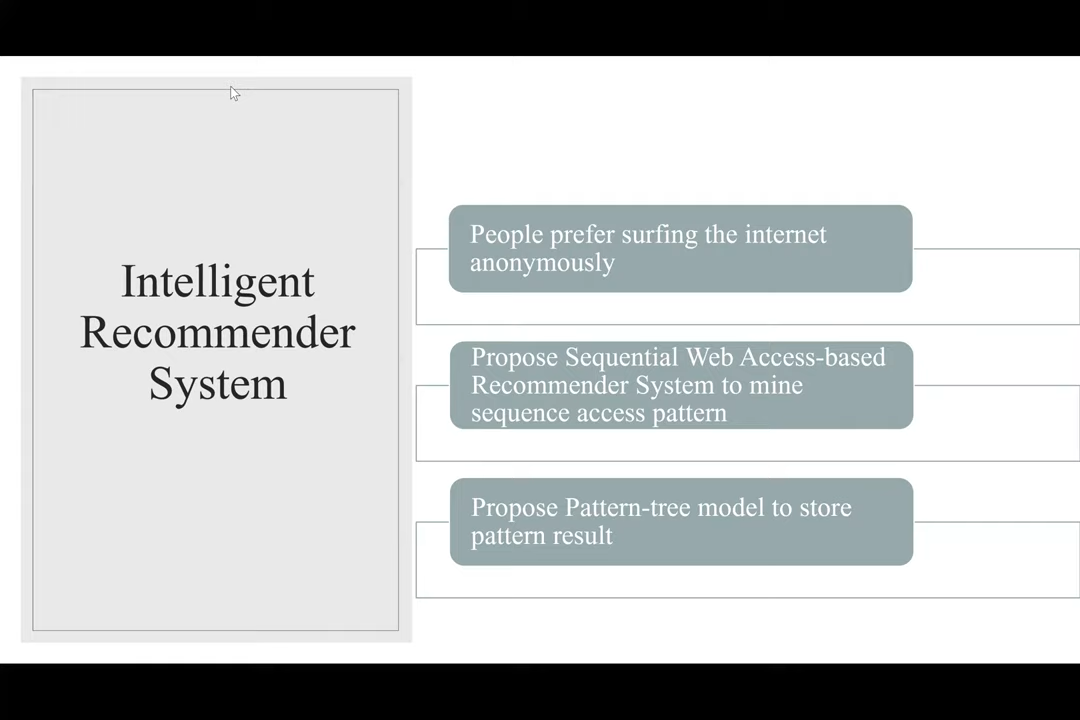 Intelligent
Recommender
System
People prefer surfing the internet
anonymously
Propose Sequential Web Access-based
Recommender System to mine
sequence access pattern
Propose Pattern-tree model to store
pattern result